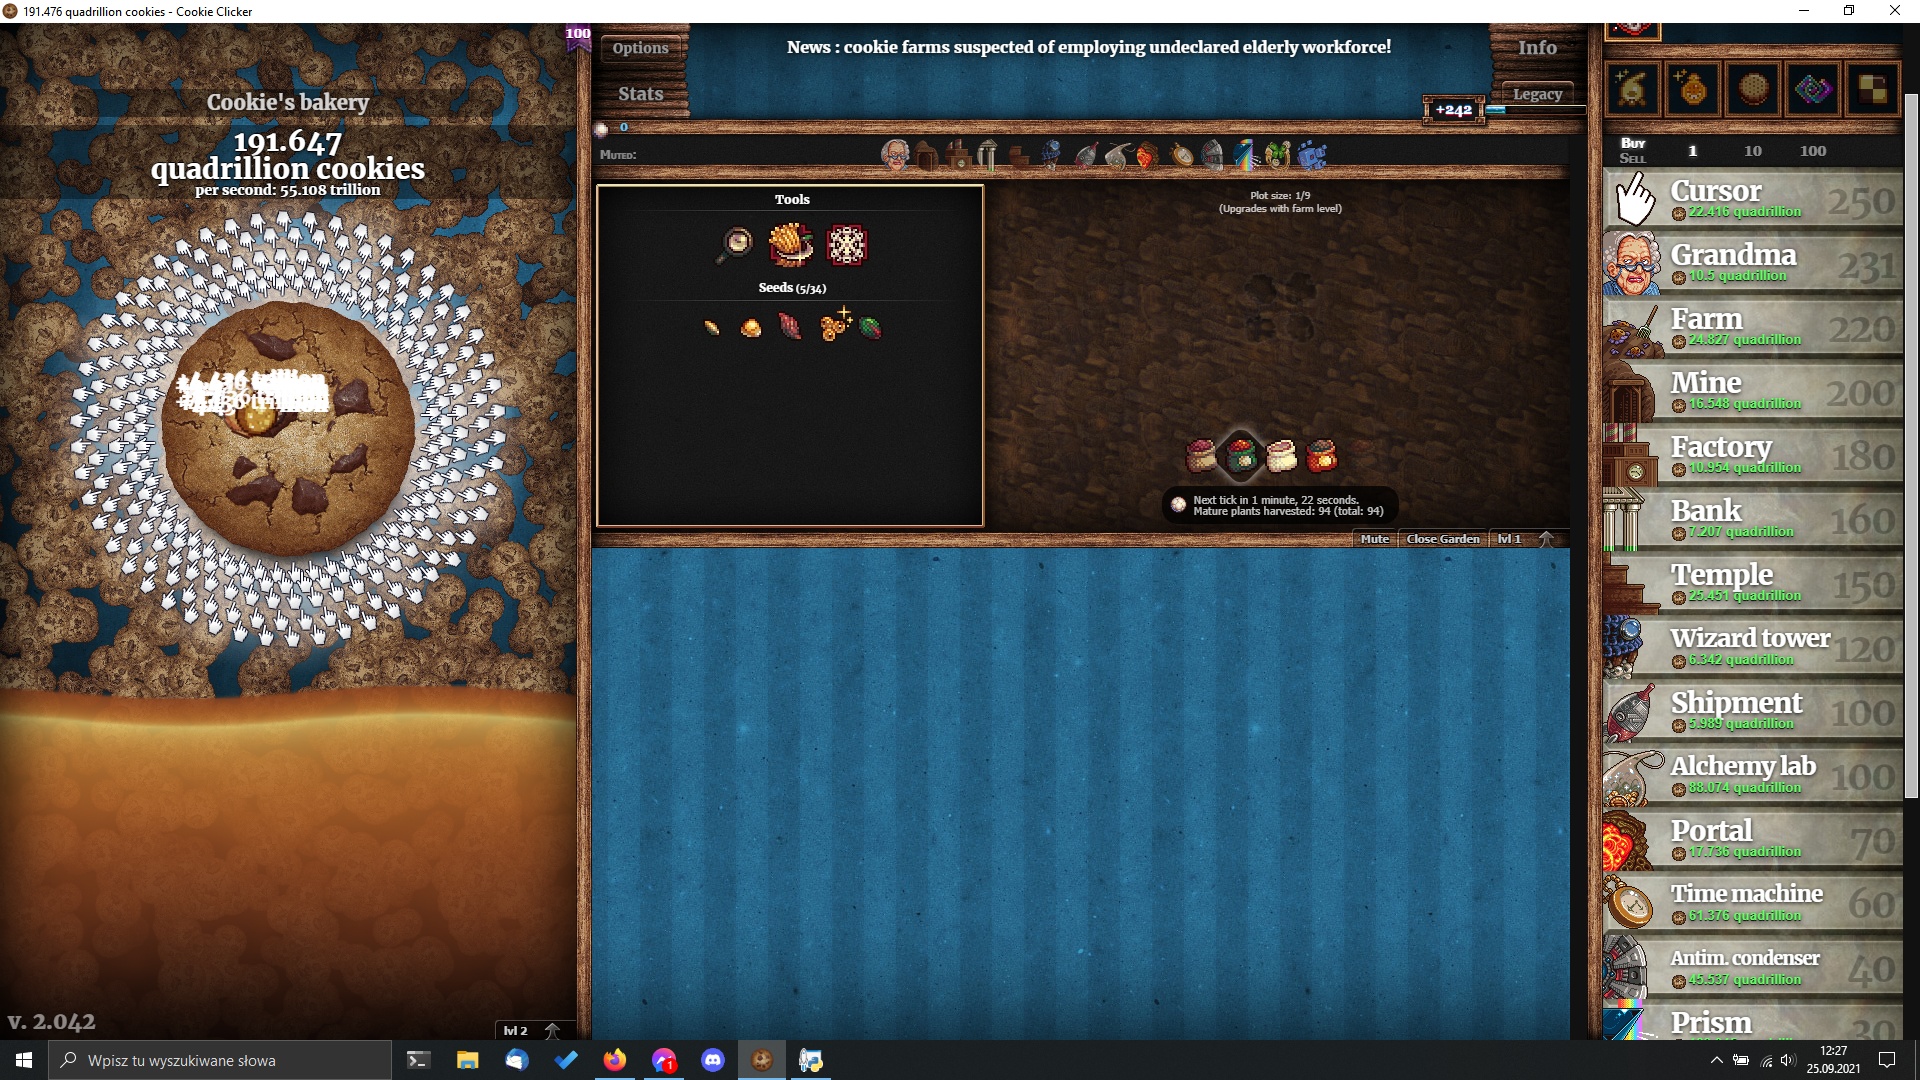 191.476 quadrillion cookies - Cookie Clicker
100
Options
Stats
News : cookie farms suspected of employing undeclared elderly workforce!
Info
Legacy
+242
0
Muted:
Cookie's bakery
191.647
quadrillion cookies
per second: 55.108 trillion
Tools
Seeds (5/34)
Plot size: 1/9
(Upgrades with farm level)
Next tick in 1 minute, 22 seconds.
Mature plants harvested: 94 (total: 94)
Mute
Close Garden
lvl 1
v. 2.042
lvl 2
Buy
Sell
1
10
100
Cursor
22.416 quadrillion
250
Grandma
10.5 quadrillion
231
Farm
24.827 quadrillion
220
Mine
16.548 quadrillion
200
Factory
10.954 quadrillion
180
Bank
7.207 quadrillion
160
Temple
25.451 quadrillion
150
Wizard tower
6.342 quadrillion
120
Shipment
5.989 quadrillion
100
Alchemy lab
88.074 quadrillion
100
Portal
17.736 quadrillion
70
Time machine
61.376 quadrillion
60
Antim. condenser
45.537 quadrillion
40
Prism
30
Wpisz tu wyszukiwane słowa
1
12:27
25.09.2021